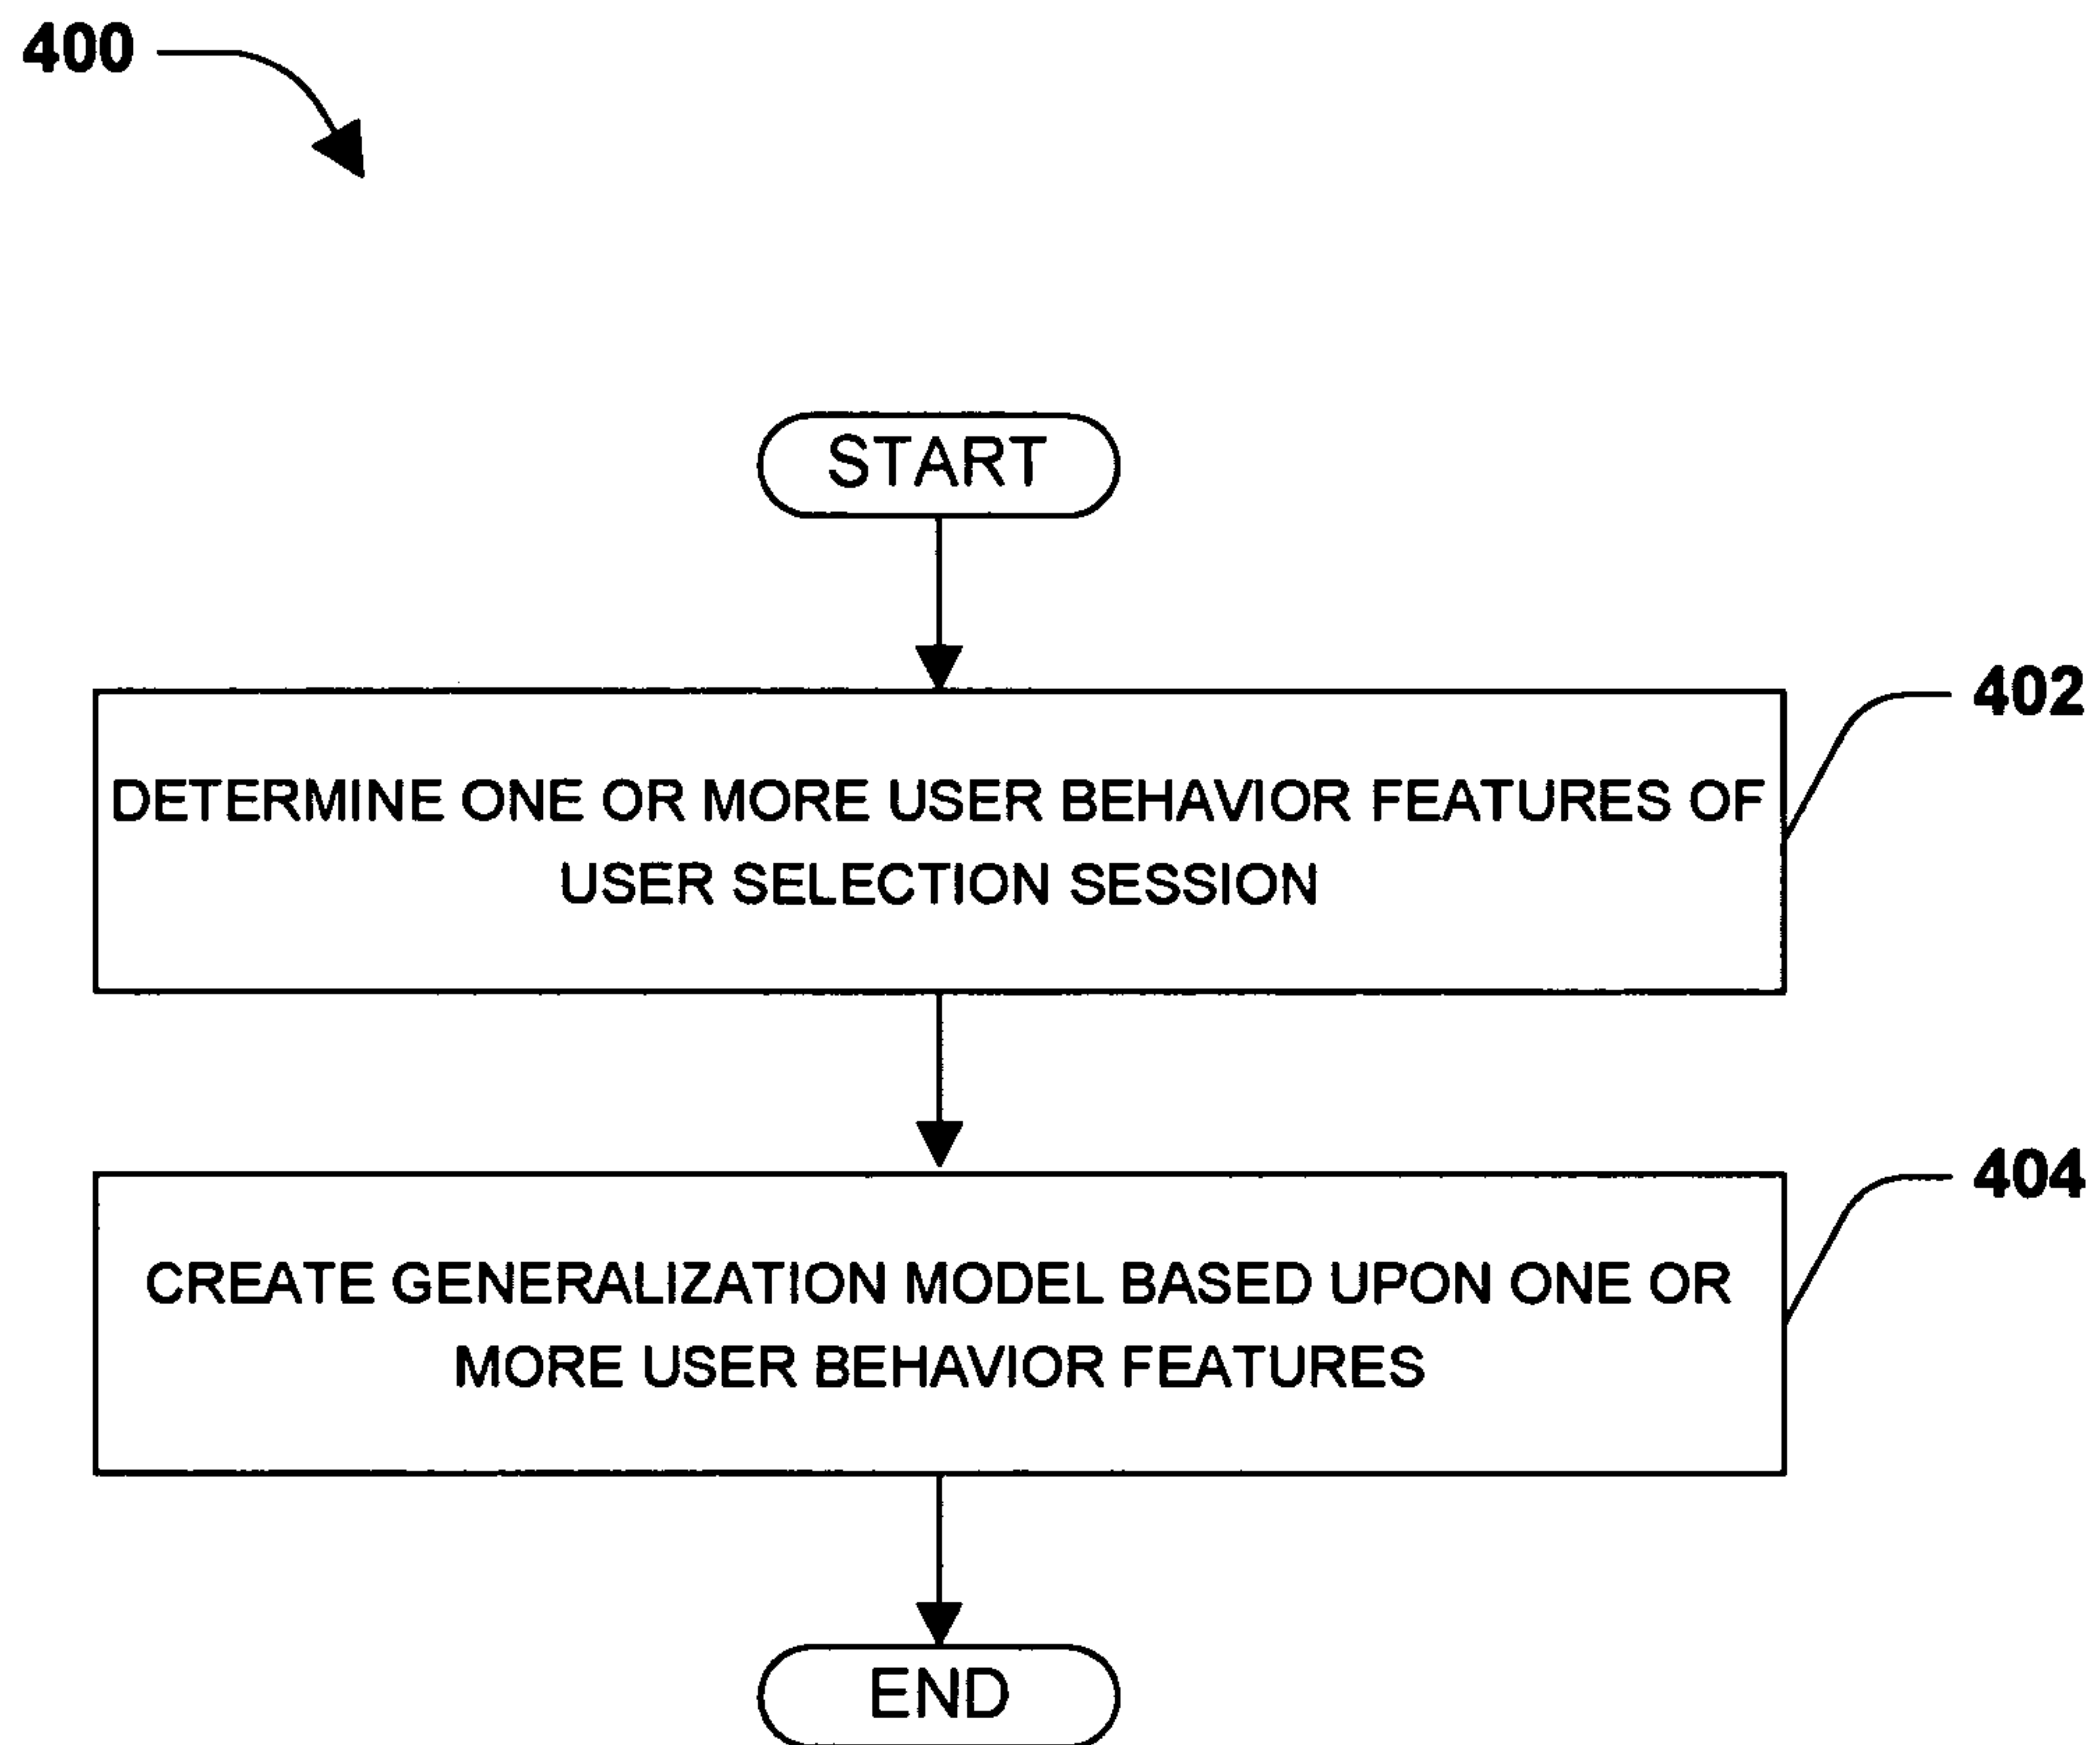 400
START
402
DETERMINE ONE OR MORE USER BEHAVIOR FEATURES OF
USER SELECTION SESSION
404
CREATE GENERALIZATION MODEL BASED UPON ONE OR
MORE USER BEHAVIOR FEATURES
END